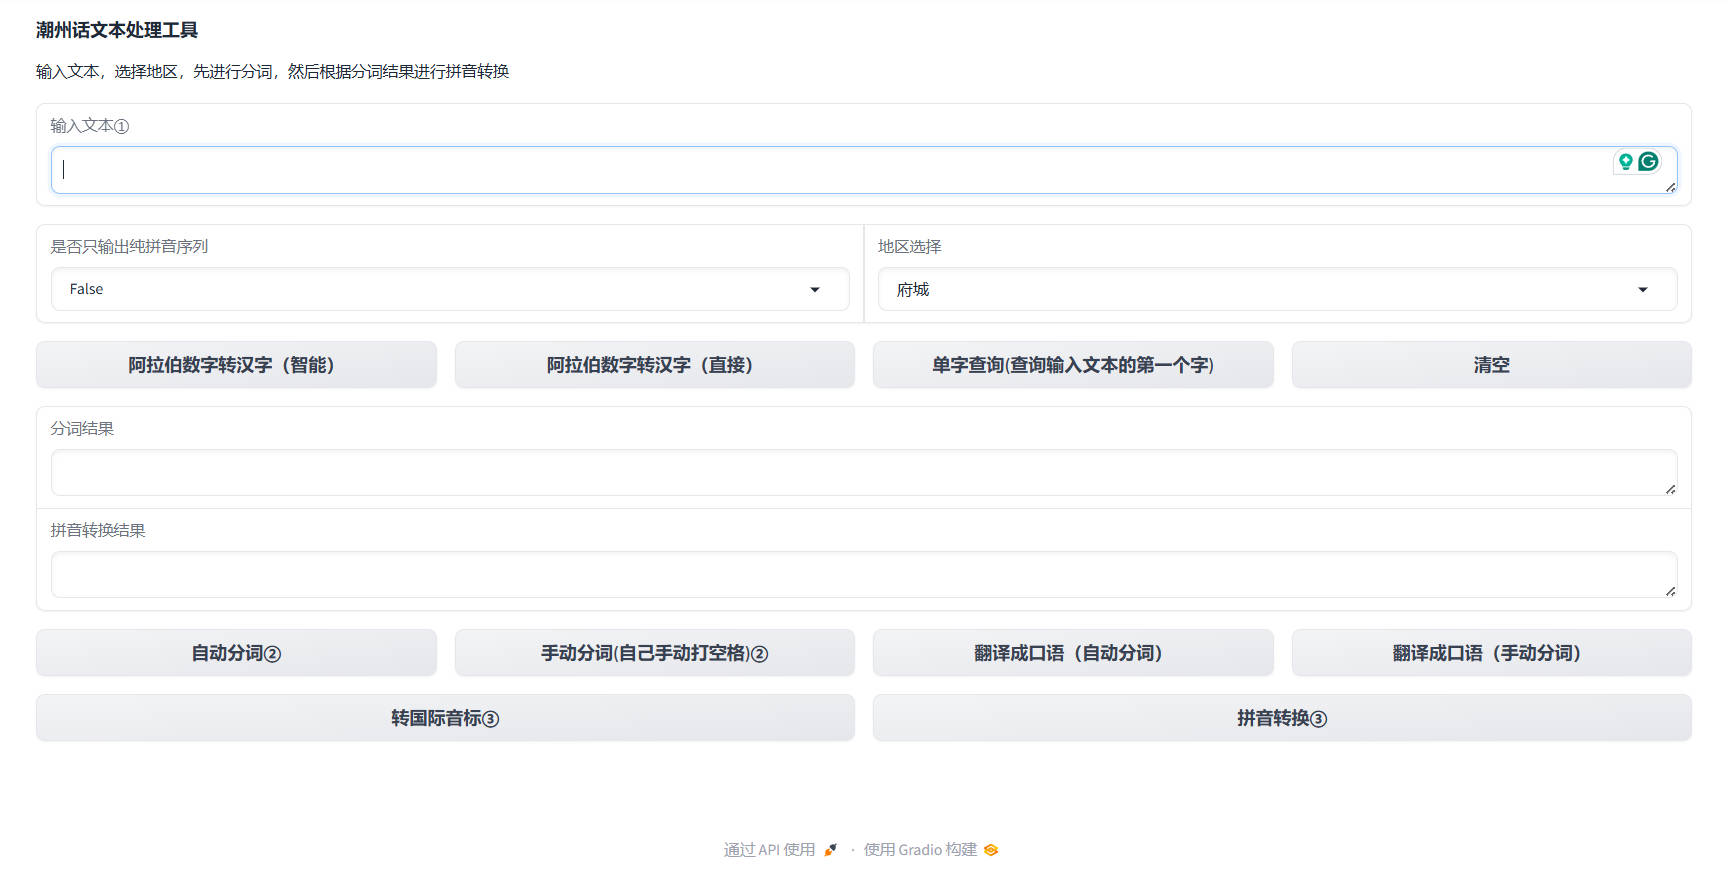 潮州话文本处理工具
输入文本，选择地区，先进行分词，然后根据分词结果进行拼音转换
输入文本①
是否只输出纯拼音序列
地区选择
False
府城
阿拉伯数字转汉字（智能）
阿拉伯数字转汉字（直接）
单字查询(查询输入文本的第一个字)
清空
分词结果
拼音转换结果
自动分词②
手动分词(自己手动打空格)②
翻译成口语（自动分词）
翻译成口语（手动分词）
转国际音标③
拼音转换③
通过 API 使用 · 使用 Gradio 构建